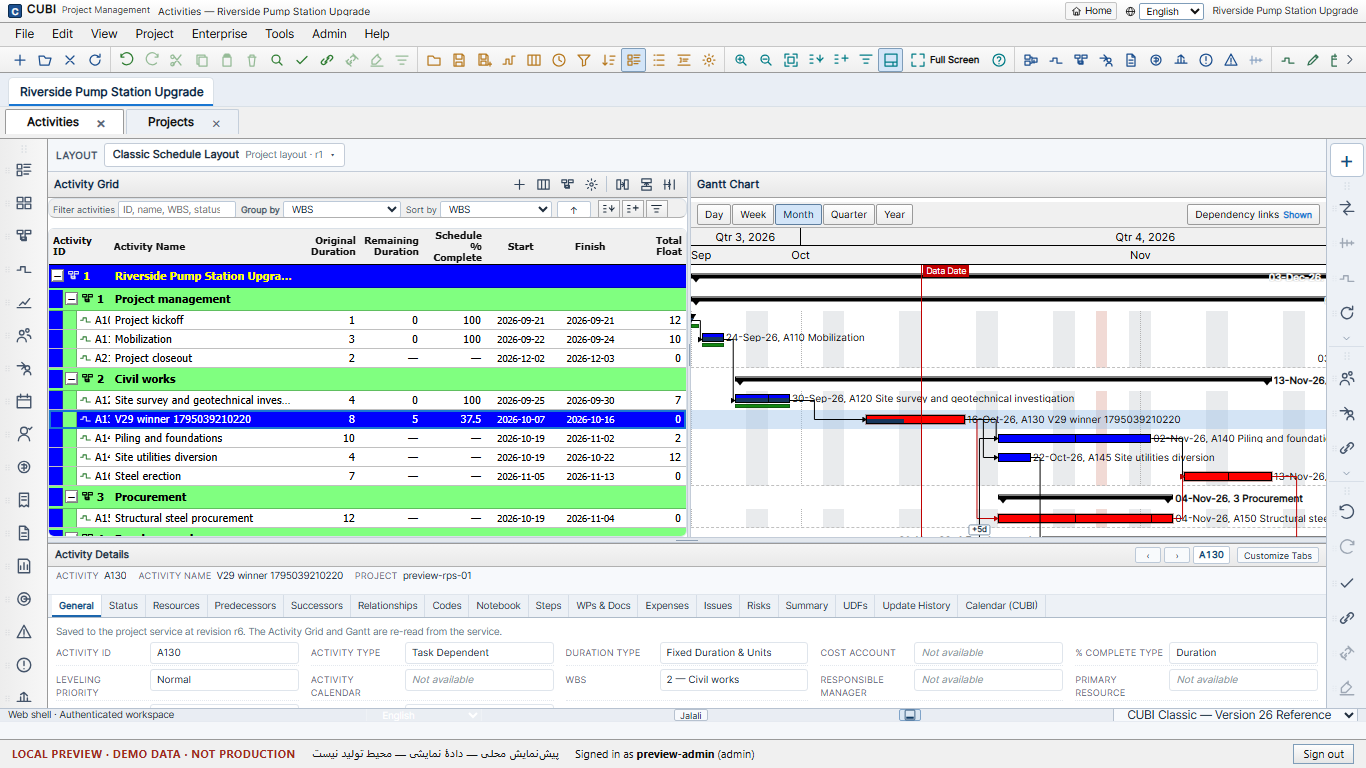 CUBI Project Management Activities — Riverside Pump Station Upgrade Home English Riverside Pump Station Upgrade
File Edit View Project Enterprise Tools Admin Help
Full Screen
Riverside Pump Station Upgrade
Activities × Projects ×
LAYOUT Classic Schedule Layout Project layout · r1
Activity Grid
Gantt Chart
Filter activities ID, name, WBS, status Group by WBS Sort by WBS
Day Week Month Quarter Year Dependency links Shown
Activity ID Activity Name Original Duration Remaining Duration Schedule % Complete Start Finish Total Float
Qtr 3, 2026 Qtr 4, 2026
Sep Oct Nov
Data Date
1 Riverside Pump Station Upgra...
03-Dec-26
1 Project management
Project kickoff 1 0 100 2026-09-21 2026-09-21 12
Mobilization 3 0 100 2026-09-22 2026-09-24 10
24-Sep-26, A110 Mobilization
Project closeout 2 — — 2026-12-02 2026-12-03 0
2 Civil works
13-Nov-26,
Site survey and geotechnical inves... 4 0 100 2026-09-25 2026-09-30 7
30-Sep-26, A120 Site survey and geotechnical investigation
V29 winner 1795039210220 8 5 37.5 2026-10-07 2026-10-16 0
16-Oct-26, A130 V29 winner 1795039210220
Piling and foundations 10 — — 2026-10-19 2026-11-02 2
02-Nov-26, A140 Piling and foundati
Site utilities diversion 4 — — 2026-10-19 2026-10-22 12
22-Oct-26, A145 Site utilities diversion
Steel erection 7 — — 2026-11-05 2026-11-13 0
13-Nov-26,
3 Procurement
04-Nov-26, 3 Procurement
Structural steel procurement 12 — — 2026-10-19 2026-11-04 0
04-Nov-26, A150 Structural stee
+5d
Activity Details
‹ › A130 Customize Tabs
ACTIVITY A130 ACTIVITY NAME V29 winner 1795039210220 PROJECT preview-rps-01
General Status Resources Predecessors Successors Relationships Codes Notebook Steps WPs & Docs Expenses Issues Risks Summary UDFs Update History Calendar (CUBI)
Saved to the project service at revision r6. The Activity Grid and Gantt are re-read from the service.
ACTIVITY ID A130 ACTIVITY TYPE Task Dependent DURATION TYPE Fixed Duration & Units COST ACCOUNT Not available % COMPLETE TYPE Duration
LEVELING PRIORITY Normal ACTIVITY CALENDAR Not available WBS 2 — Civil works RESPONSIBLE MANAGER Not available PRIMARY RESOURCE Not available
Web shell · Authenticated workspace English Jalali CUBI Classic — Version 26 Reference
LOCAL PREVIEW · DEMO DATA · NOT PRODUCTION پیش‌نمایش محلی — دادهٔ نمایشی — محیط تولید نیست Signed in as preview-admin (admin) Sign out